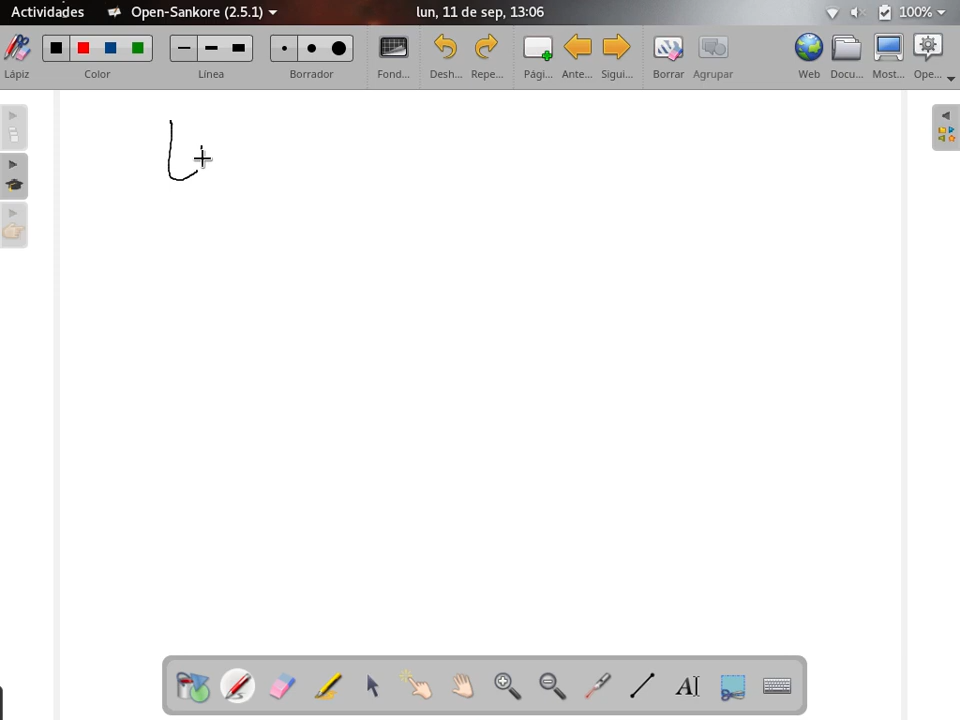 Actividades Open-Sankore (2.5.1) lun, 11 de sep, 13:06 100%
Lápiz Color Línea Borrador Fond... Desh... Repe... Pági... Ante... Sigui... Borrar Agrupar Web Docu... Most... Ope...